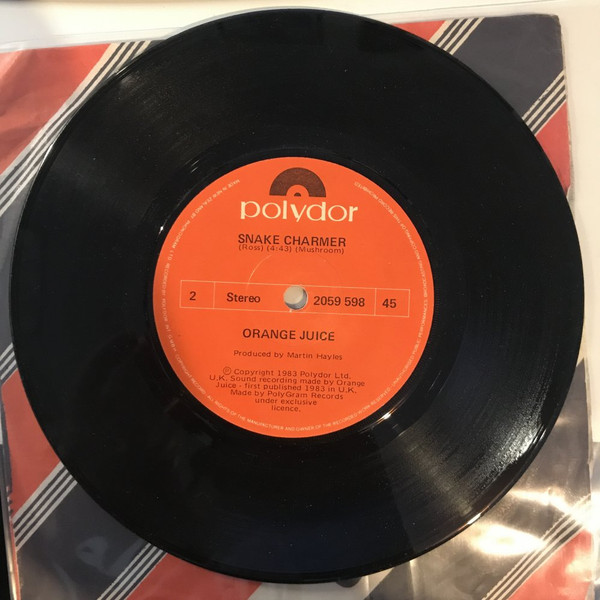 polydor
SNAKE CHARMER
(Ross) (4:43) (Mushroom)
2 Stereo 2059 598 45
ORANGE JUICE
Produced by Martin Hayles
© Copyright 1983 Polydor Ltd.
U.K. Sound recording made by Orange
Juice - first published 1983 in U.K.
Made by PolyGram Records
under exclusive
licence.